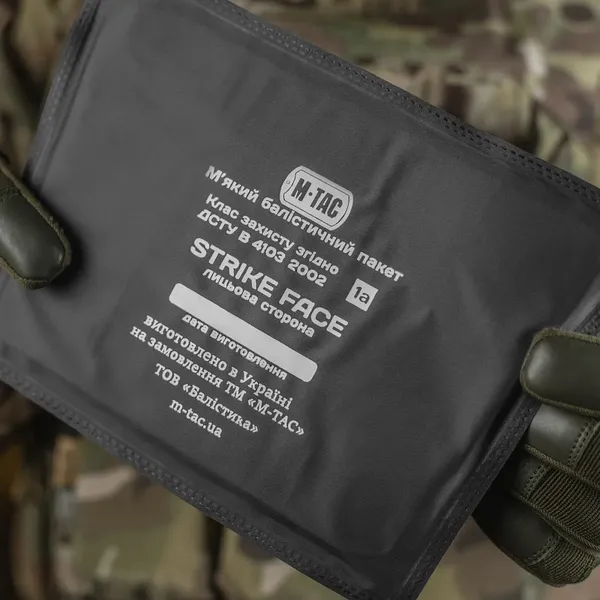 M-TAC
М'який балістичний пакет
Клас захисту згідно
ДСТУ В 4103 2002
1а
STRIKE FACE
лицьова сторона
дата виготовлення
виготовлено в Україні
на замовлення ТМ «М-ТАС»
ТОВ «Балістика»
m-tac.ua